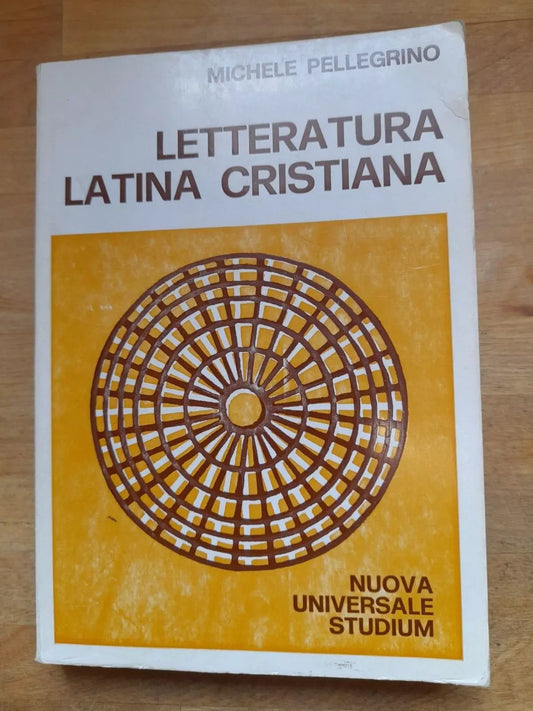 MICHELE PELLEGRINO
LETTERATURA
LATINA CRISTIANA
NUOVA
UNIVERSALE
STUDIUM